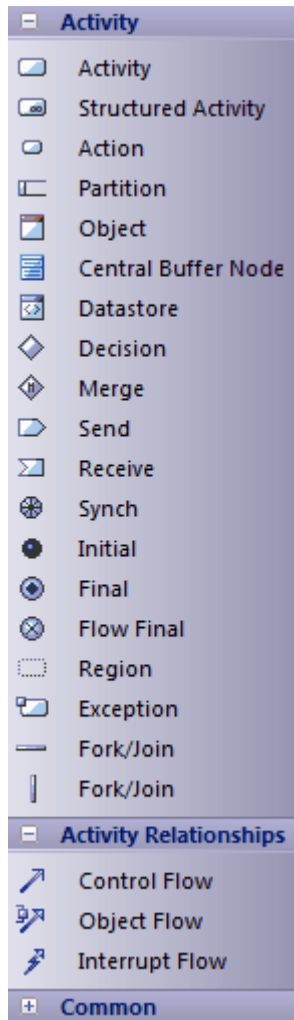 Activity
Activity
Structured Activity
Action
Partition
Object
Central Buffer Node
Datastore
Decision
Merge
Send
Receive
Synch
Initial
Final
Flow Final
Region
Exception
Fork/Join
Fork/Join
Activity Relationships
Control Flow
Object Flow
Interrupt Flow
Common